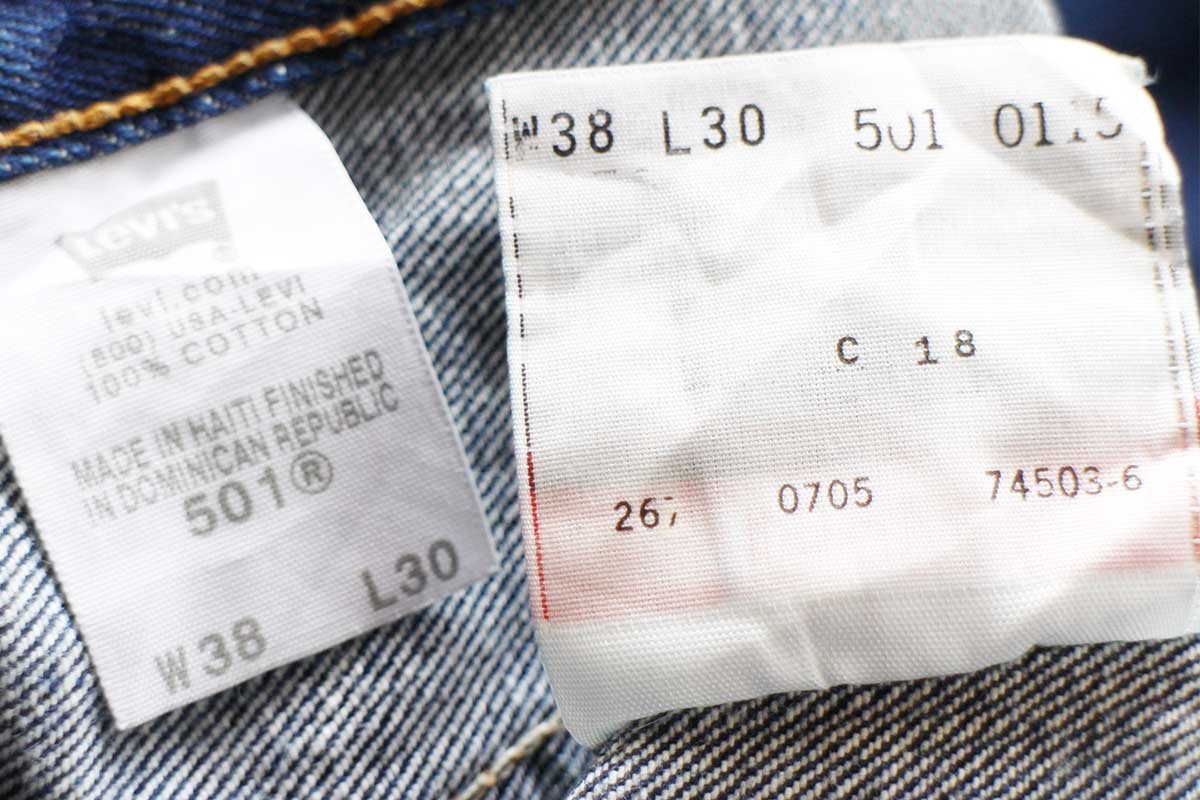 Levi's
levi.com
(800) USA-LEVI
100% COTTON
MADE IN HAITI FINISHED
IN DOMINICAN REPUBLIC
501®
L30
W38
W38 L30 501 0115
C 18
267 0705 74503-6